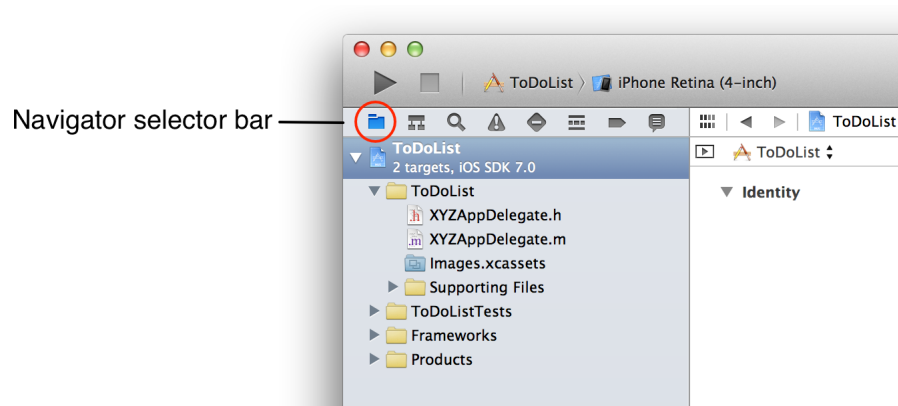 ToDoList 〉 iPhone Retina (4-inch)
Navigator selector bar
ToDoList
ToDoList
2 targets, iOS SDK 7.0
ToDoList
ToDoList
Identity
h XYZAppDelegate.h
.m XYZAppDelegate.m
Images.xcassets
Supporting Files
ToDoListTests
Frameworks
Products